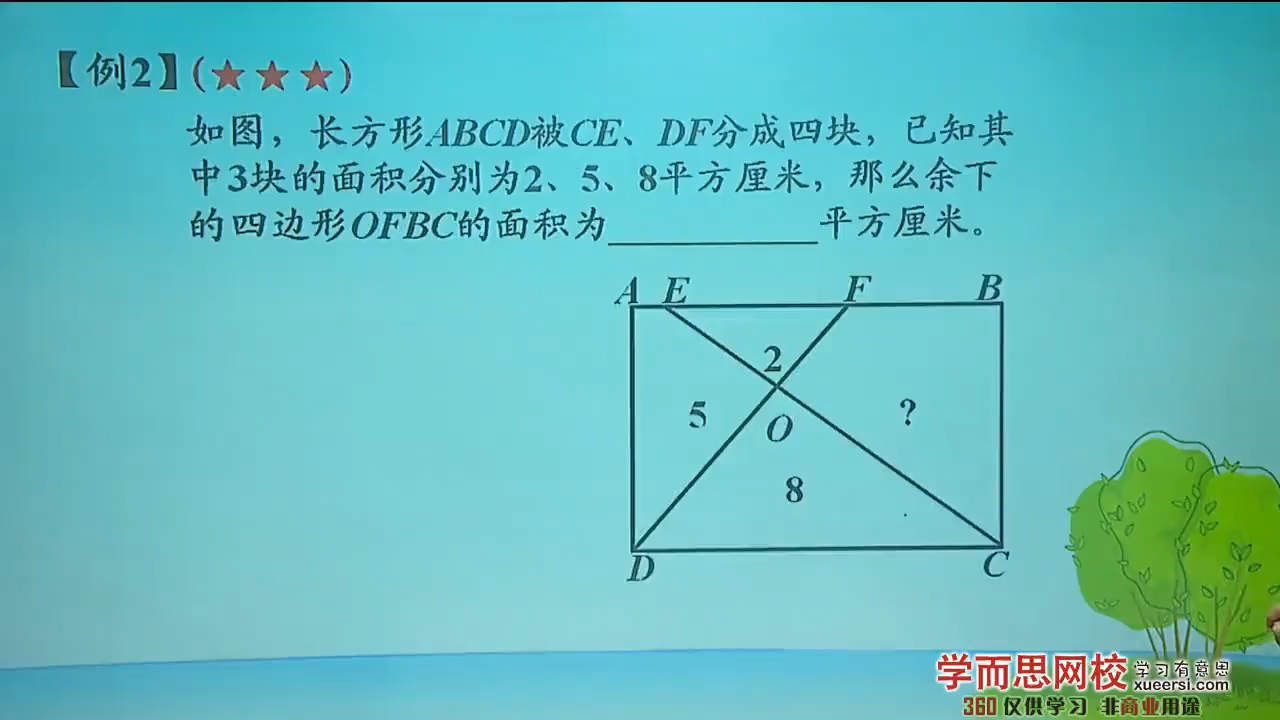 【例2】(★★★)
如图，长方形ABCD被CE、DF分成四块，已知其
中3块的面积分别为2、5、8平方厘米，那么余下
的四边形OFBC的面积为__________平方厘米。
A E F B
2
5 O ?
8
D C
学而思网校 学习有意思
xueersi.com
360 仅供学习 非商业用途